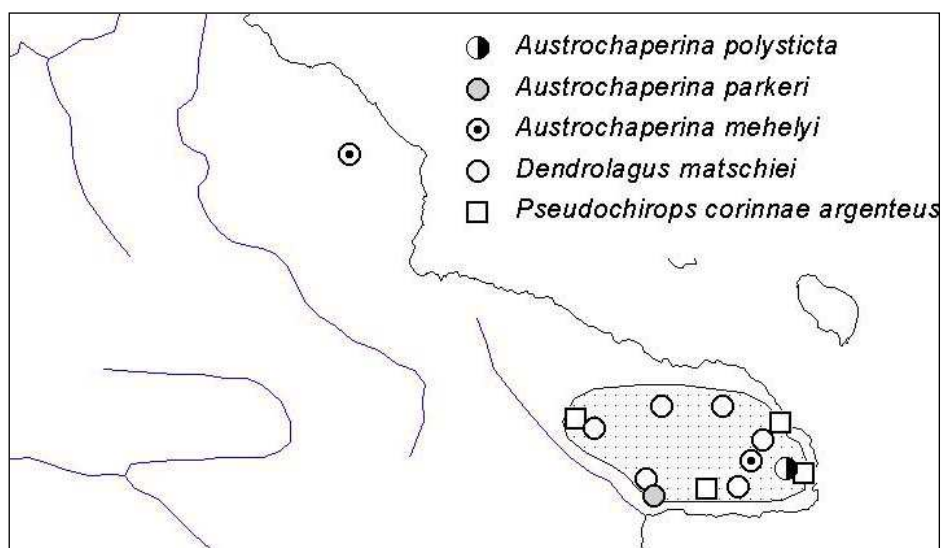 Austrochaperina polysticta
Austrochaperina parkeri
Austrochaperina mehelyi
Dendrolagus matschiei
Pseudochirops corinnae argenteus